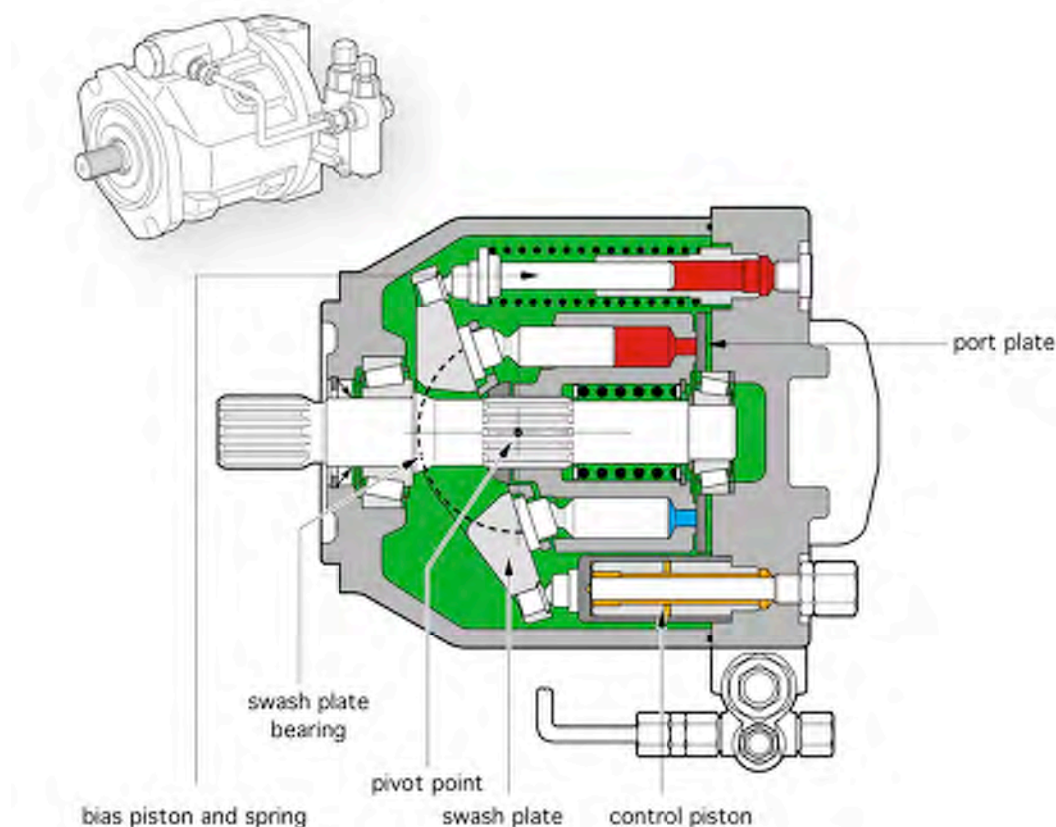 port plate
swash plate
bearing
pivot point
bias piston and spring
swash plate
control piston